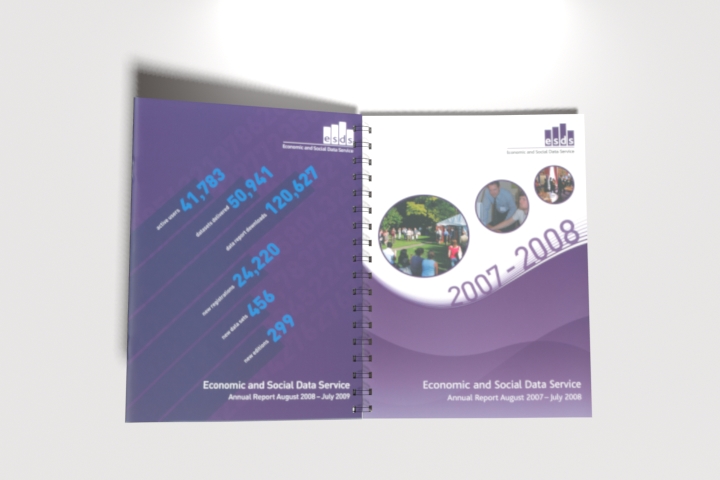 esds
Economic and Social Data Service
active users 41,783
datasets delivered 50,941
data report downloads 120,627
new registrations 24,220
new data sets 456
new editions 299
Economic and Social Data Service
Annual Report August 2008 – July 2009
esds
Economic and Social Data Service
2007-2008
Economic and Social Data Service
Annual Report August 2007 – July 2008